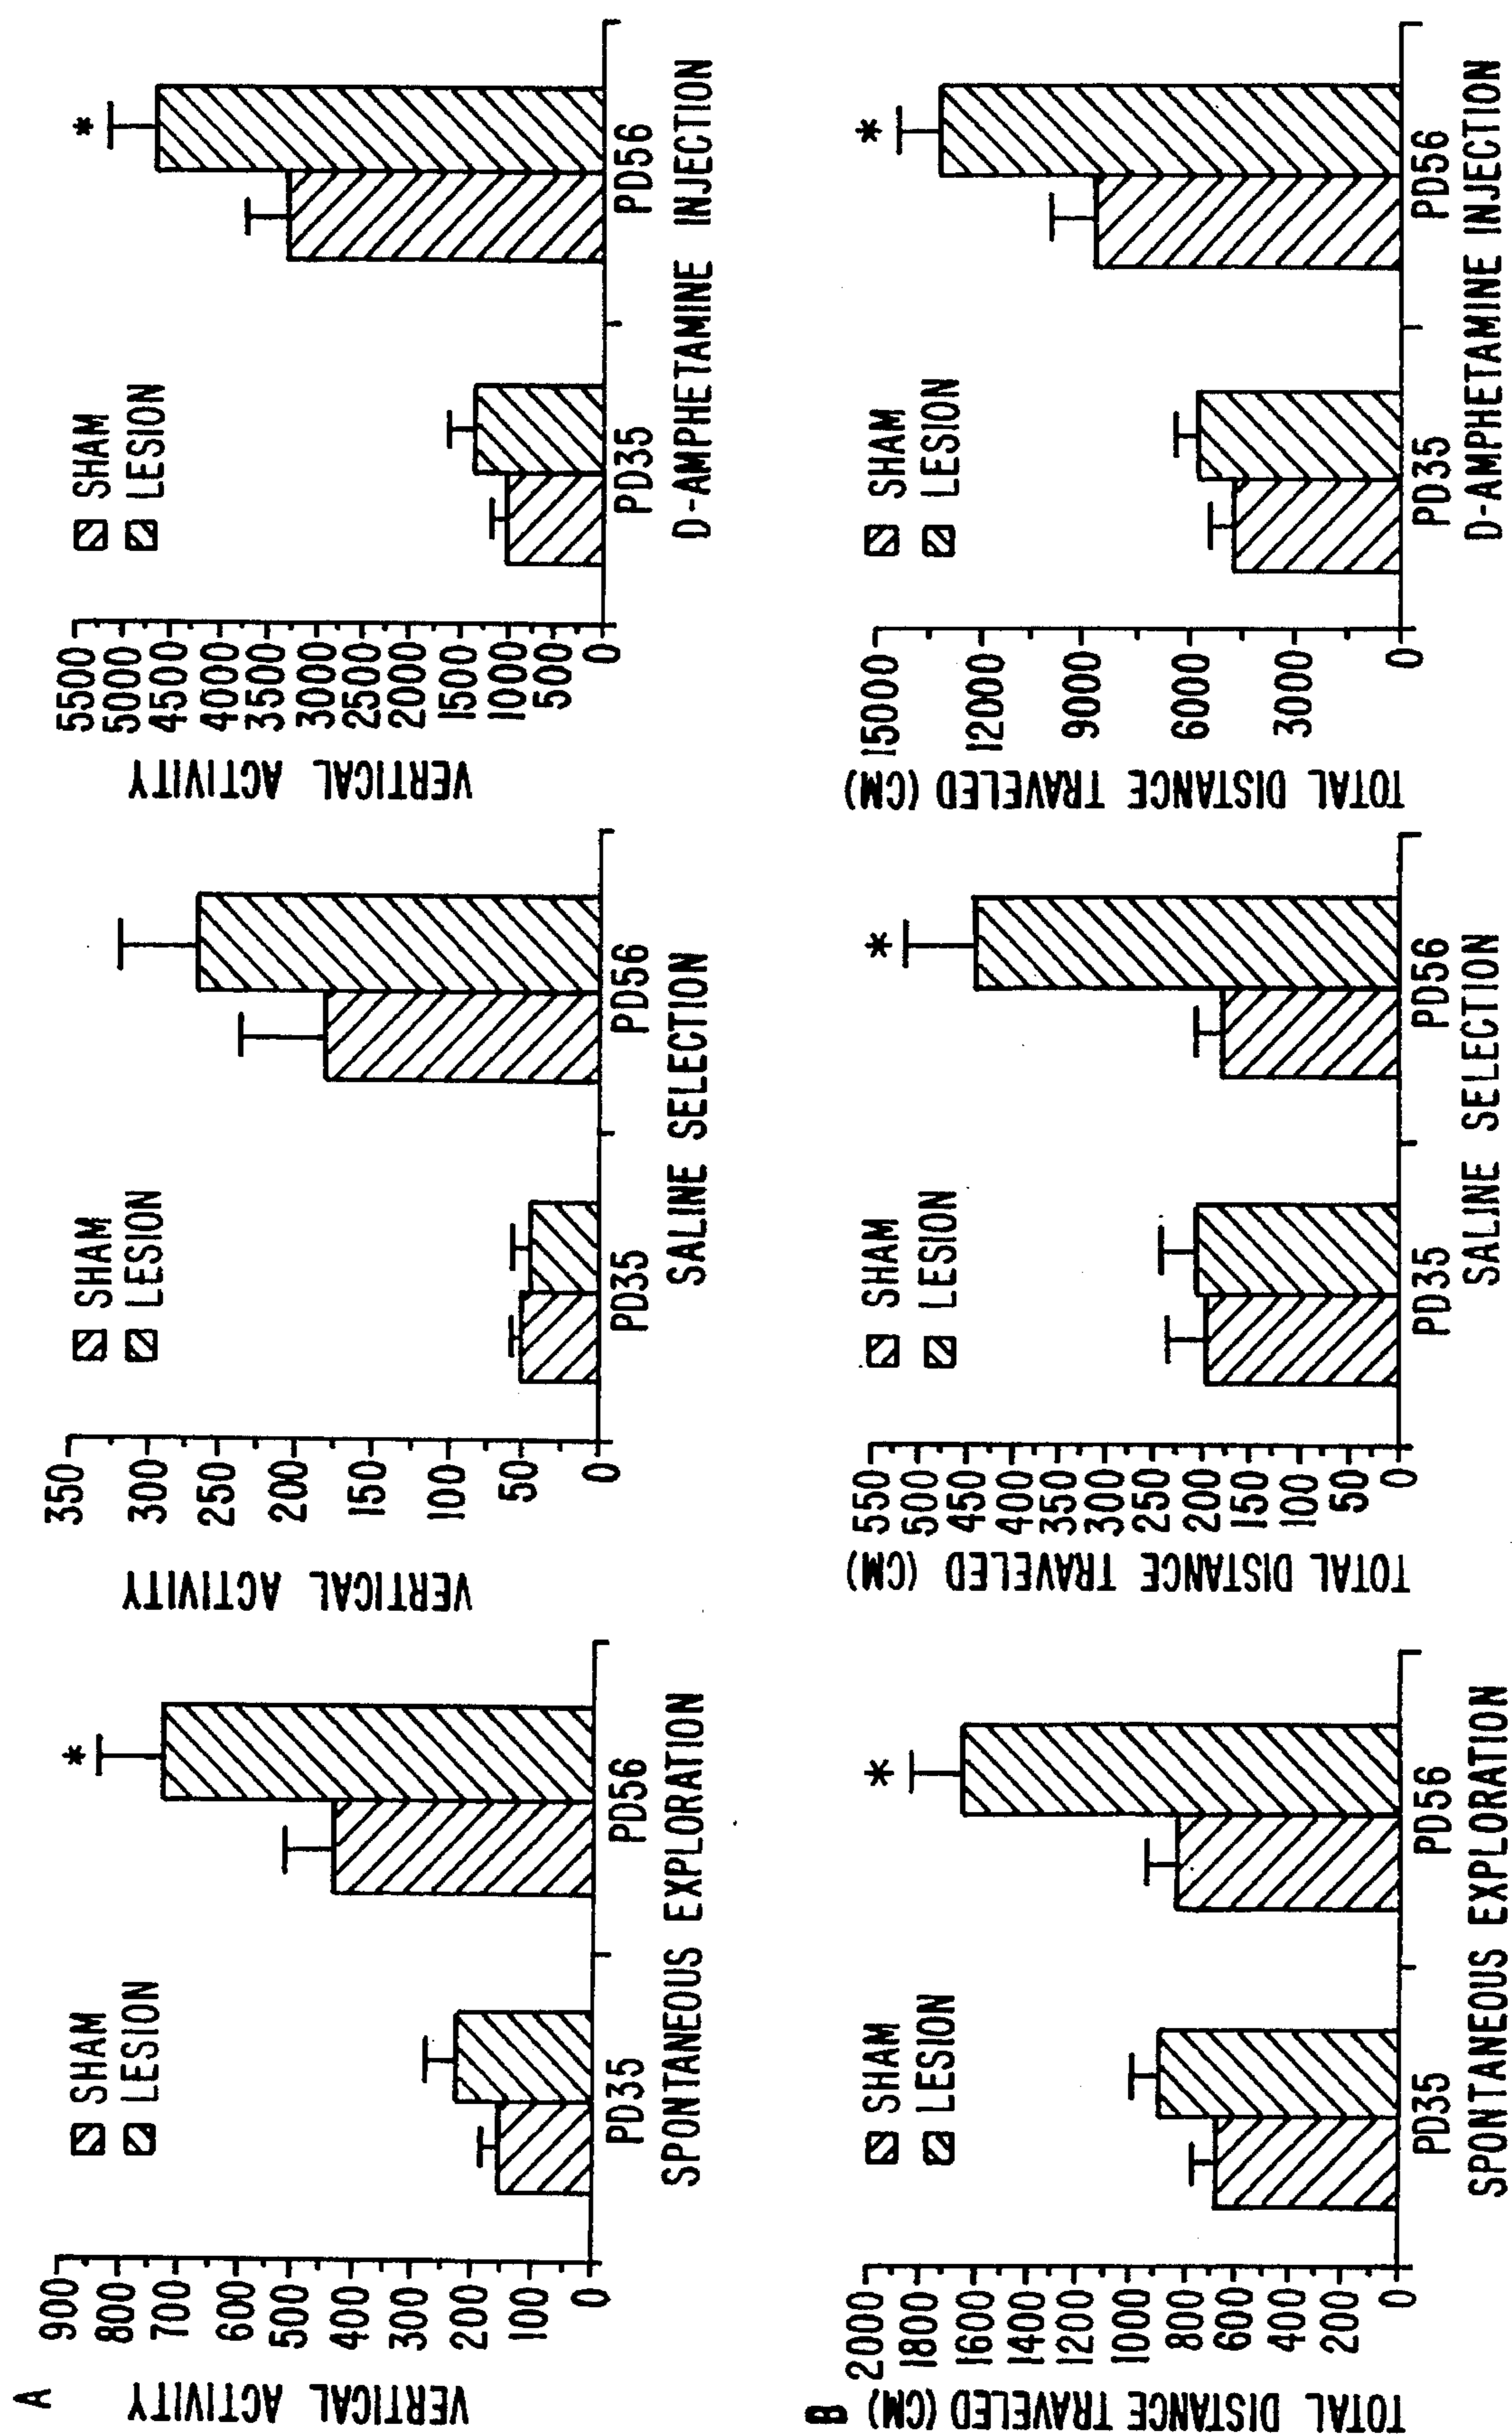 A
VERTICAL ACTIVITY
900
800
700
600
500
400
300
200
100
0
SHAM
LESION
*
PD35
PD56
SPONTANEOUS EXPLORATION
VERTICAL ACTIVITY
350
300
250
200
150
100
50
0
SHAM
LESION
PD35
PD56
SALINE SELECTION
VERTICAL ACTIVITY
5500
5000
4500
4000
3500
3000
2500
2000
1500
1000
500
0
SHAM
LESION
*
PD35
PD56
D-AMPHETAMINE INJECTION
B
TOTAL DISTANCE TRAVELED (CM)
2000
1800
1600
1400
1200
1000
800
600
400
200
0
SHAM
LESION
*
PD35
PD56
SPONTANEOUS EXPLORATION
TOTAL DISTANCE TRAVELED (CM)
550
500
450
400
350
300
250
200
150
100
50
0
SHAM
LESION
*
PD35
PD56
SALINE SELECTION
TOTAL DISTANCE TRAVELED (CM)
15000
12000
9000
6000
3000
0
SHAM
LESION
*
PD35
PD56
D-AMPHETAMINE INJECTION